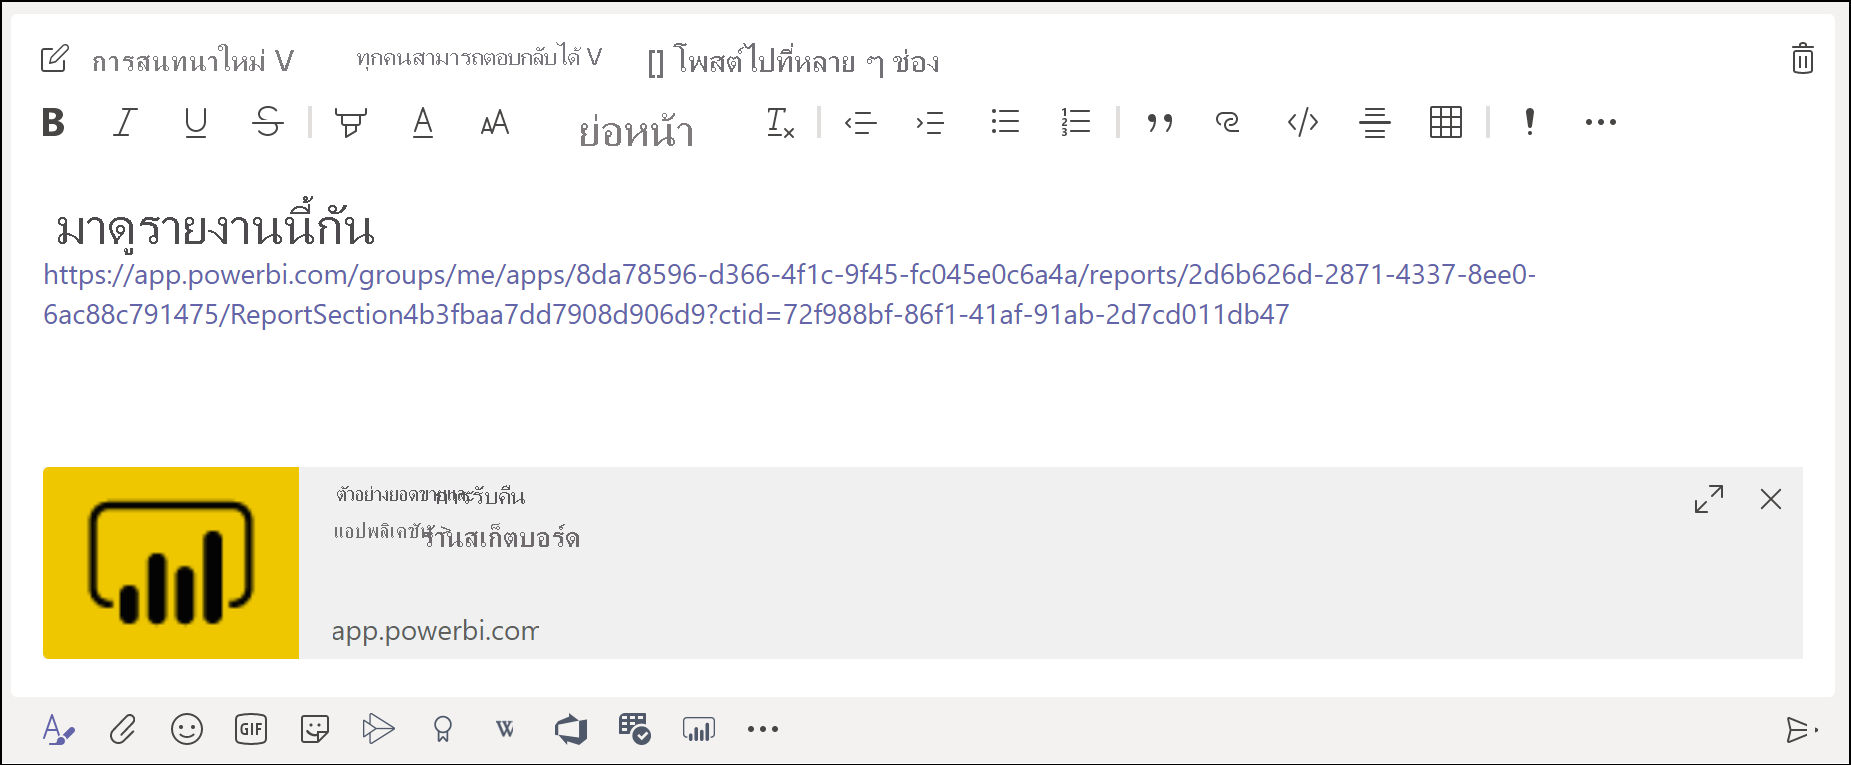 การสนทนาใหม่ V ทุกคนสามารถตอบกลับได้ V [] โพสต์ไปที่หลาย ๆ ช่อง
B I U S A AA ย่อหน้า Tx
มาดูรายงานนี้กัน
https://app.powerbi.com/groups/me/apps/8da78596-d366-4f1c-9f45-fc045e0c6a4a/reports/2d6b626d-2871-4337-8ee0-
6ac88c791475/ReportSection4b3fbaa7dd7908d906d9?ctid=72f988bf-86f1-41af-91ab-2d7cd011db47
ตัวอย่างยอดขายและการรับคืน
แอปพลิเคชัน ร้านสเก็ตบอร์ด
app.powerbi.com
GIF W